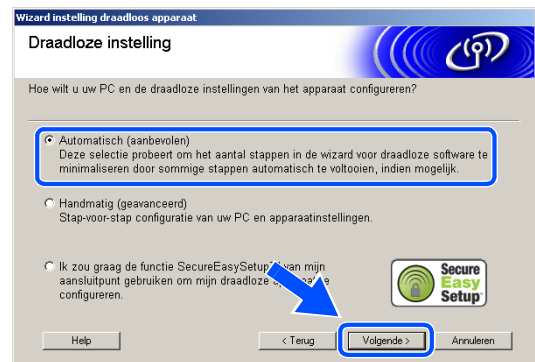 Wizard instelling draadloos apparaat
Draadloze instelling
Hoe wilt u uw PC en de draadloze instellingen van het apparaat configureren?
Automatisch (aanbevolen)
Deze selectie probeert om het aantal stappen in de wizard voor draadloze software te
minimaliseren door sommige stappen automatisch te voltooien, indien mogelijk.
Handmatig (geavanceerd)
Stap-voor-stap configuratie van uw PC en apparaatinstellingen.
Ik zou graag de functie SecureEasySetup van mijn
aansluitpunt gebruiken om mijn draadloze te
configureren.
Secure
Easy
Setup
Help
< Terug
Volgende >
Annuleren